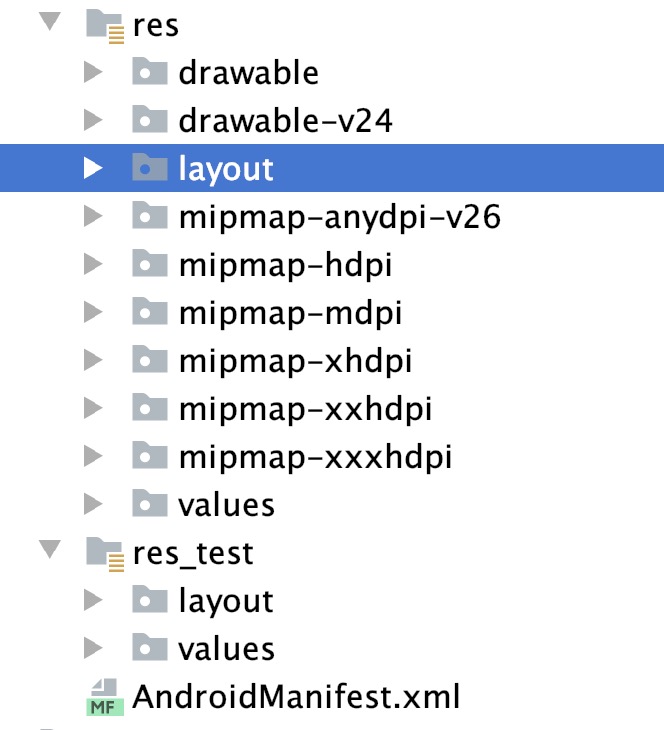 res
drawable
drawable-v24
layout
mipmap-anydpi-v26
mipmap-hdpi
mipmap-mdpi
mipmap-xhdpi
mipmap-xxhdpi
mipmap-xxxhdpi
values
res_test
layout
values
MF AndroidManifest.xml